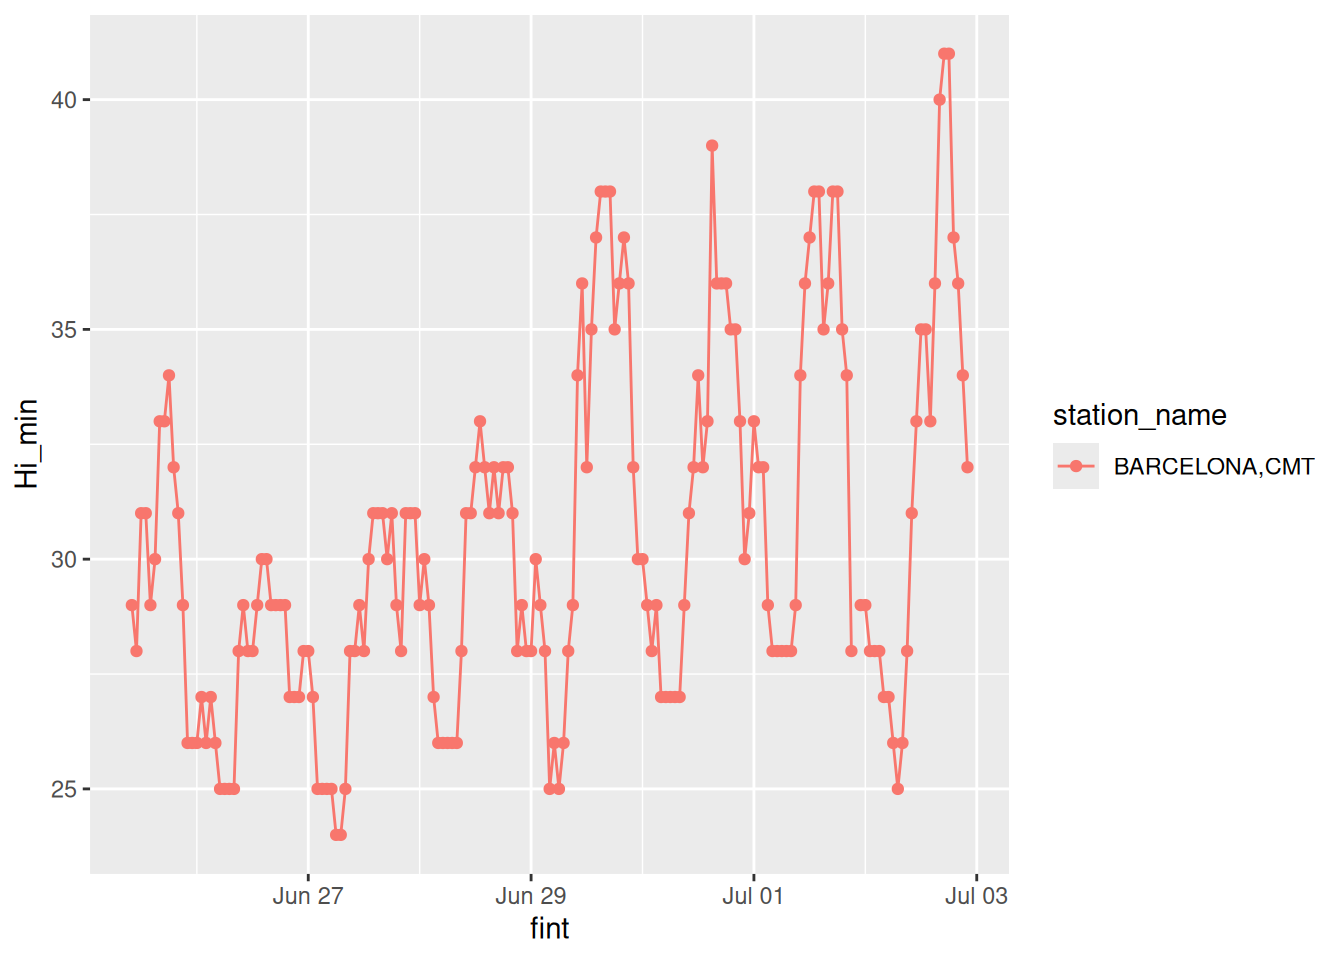 40
35
30
25
Hi_min
Jun 27
Jun 29
Jul 01
Jul 03
fint
station_name
BARCELONA,CMT